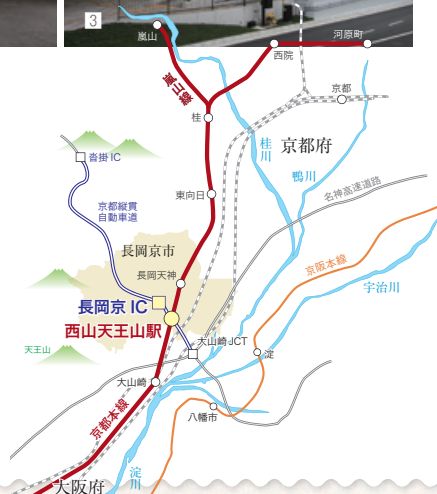 3
嵐山
河原町
西院
嵐山線
京都
桂
桂川
京都府
沓掛 IC
鴨川
東向日
名神高速道路
京都縦貫
自動車道
長岡京市
長岡天神
京阪本線
宇治川
長岡京 IC
西山天王山駅
天王山
大山崎 JCT
淀
大山崎
京都本線
八幡市
淀川
大阪府